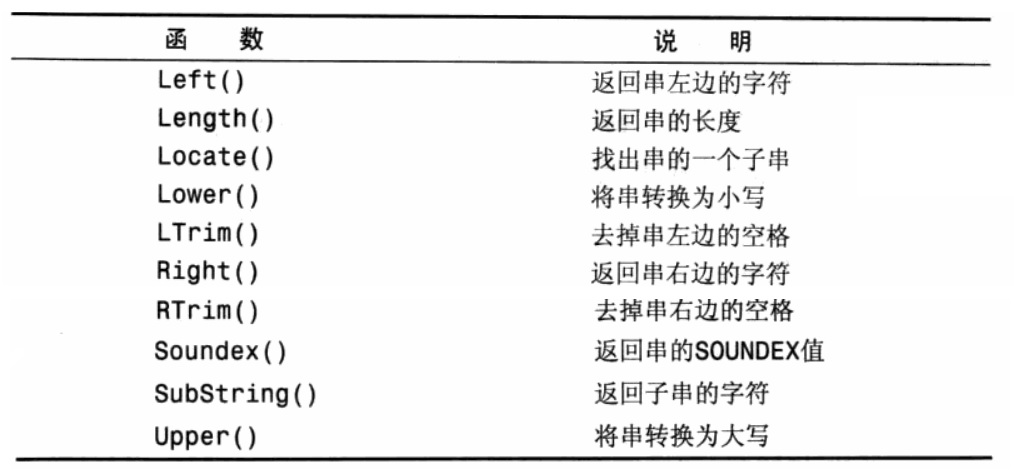 函 数 说 明
Left() 返回串左边的字符
Length() 返回串的长度
Locate() 找出串的一个子串
Lower() 将串转换为小写
LTrim() 去掉串左边的空格
Right() 返回串右边的字符
RTrim() 去掉串右边的空格
Soundex() 返回串的SOUNDEX值
SubString() 返回子串的字符
Upper() 将串转换为大写